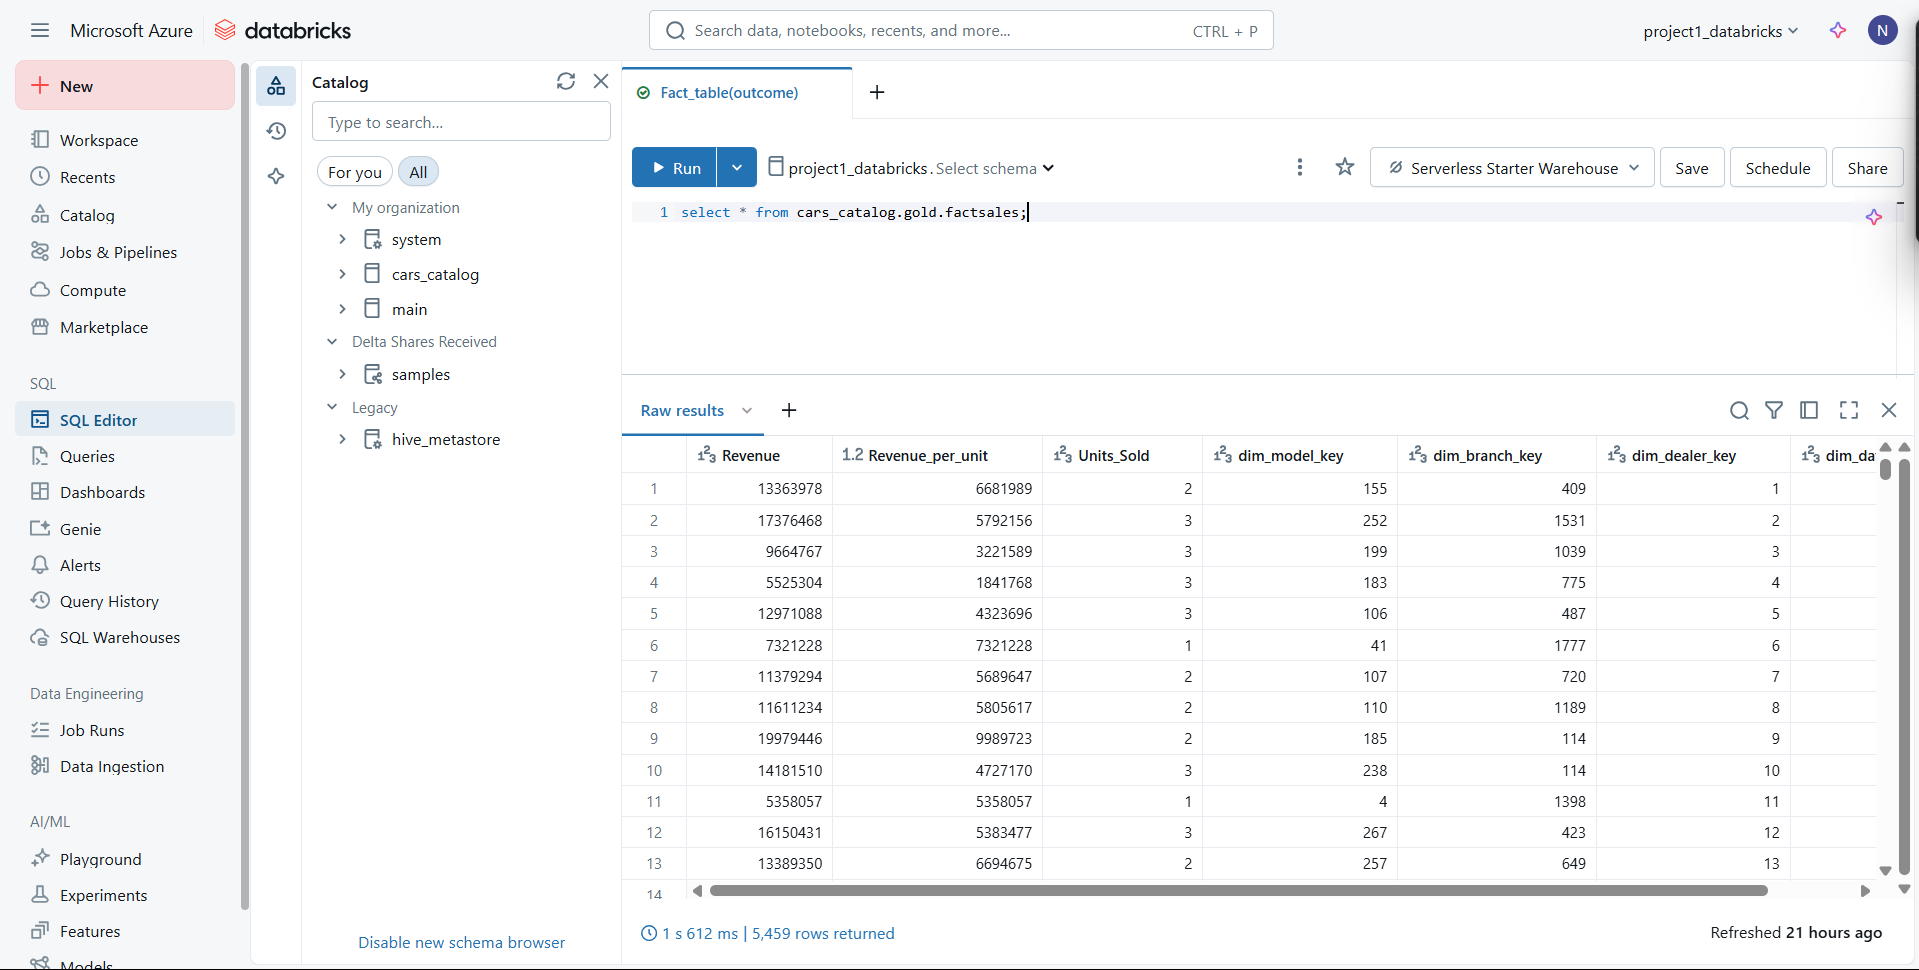 Microsoft Azure
databricks
Search data, notebooks, recents, and more...
CTRL + P
project1_databricks
N
New
Workspace
Recents
Catalog
Jobs & Pipelines
Compute
Marketplace
SQL
SQL Editor
Queries
Dashboards
Genie
Alerts
Query History
SQL Warehouses
Data Engineering
Job Runs
Data Ingestion
AI/ML
Playground
Experiments
Features
Models
Catalog
Type to search...
For you
All
My organization
system
cars_catalog
main
Delta Shares Received
samples
Legacy
hive_metastore
Disable new schema browser
Fact_table(outcome)
Run
project1_databricks. Select schema
Serverless Starter Warehouse
Save
Schedule
Share
1 select * from cars_catalog.gold.factsales;
Raw results
Revenue 1.2 Revenue_per_unit Units_Sold dim_model_key dim_branch_key dim_dealer_key dim_da
1 13363978 6681989 2 155 409 1
2 17376468 5792156 3 252 1531 2
3 9664767 3221589 3 199 1039 3
4 5525304 1841768 3 183 775 4
5 12971088 4323696 3 106 487 5
6 7321228 7321228 1 41 1777 6
7 11379294 5689647 2 107 720 7
8 11611234 5805617 2 110 1189 8
9 19979446 9989723 2 185 114 9
10 14181510 4727170 3 238 114 10
11 5358057 5358057 1 4 1398 11
12 16150431 5383477 3 267 423 12
13 13389350 6694675 2 257 649 13
14
1 s 612 ms | 5,459 rows returned
Refreshed 21 hours ago